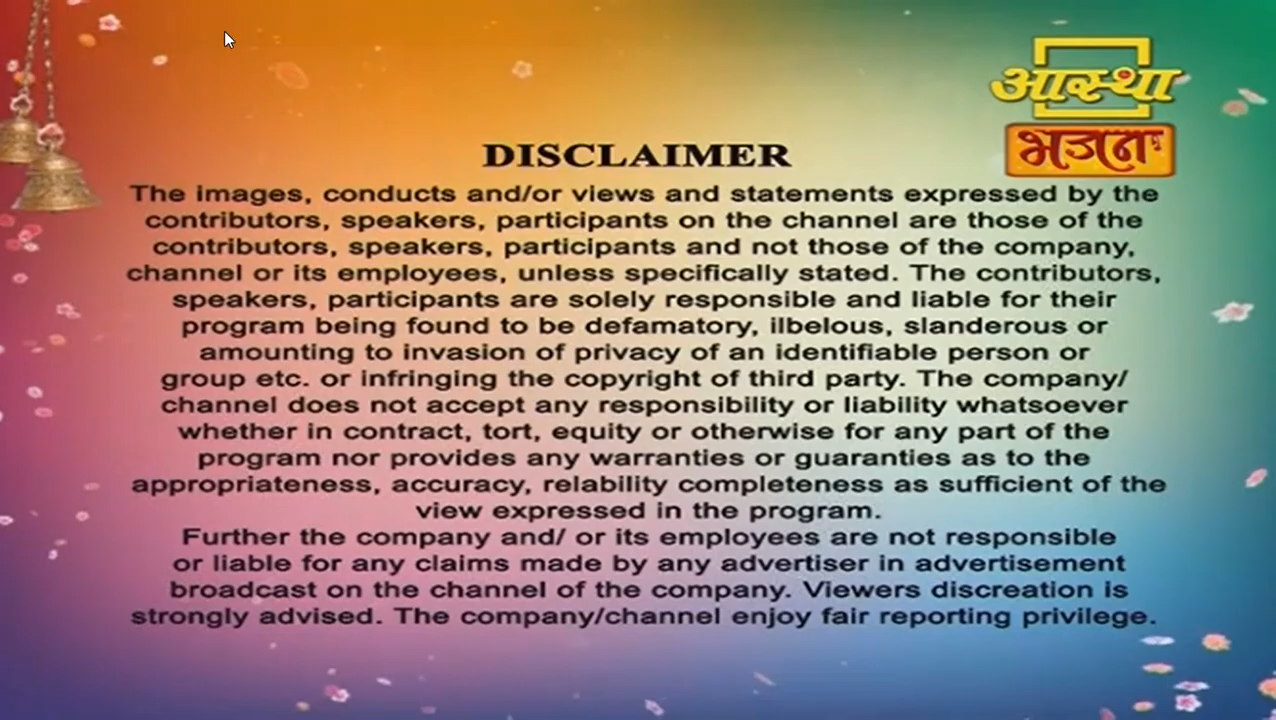 आस्था
भजन
DISCLAIMER
The images, conducts and/or views and statements expressed by the
contributors, speakers, participants on the channel are those of the
contributors, speakers, participants and not those of the company,
channel or its employees, unless specifically stated. The contributors,
speakers, participants are solely responsible and liable for their
program being found to be defamatory, ilbelous, slanderous or
amounting to invasion of privacy of an identifiable person or
group etc. or infringing the copyright of third party. The company/
channel does not accept any responsibility or liability whatsoever
whether in contract, tort, equity or otherwise for any part of the
program nor provides any warranties or guaranties as to the
appropriateness, accuracy, relability completeness as sufficient of the
view expressed in the program.
Further the company and/ or its employees are not responsible
or liable for any claims made by any advertiser in advertisement
broadcast on the channel of the company. Viewers discreation is
strongly advised. The company/channel enjoy fair reporting privilege.